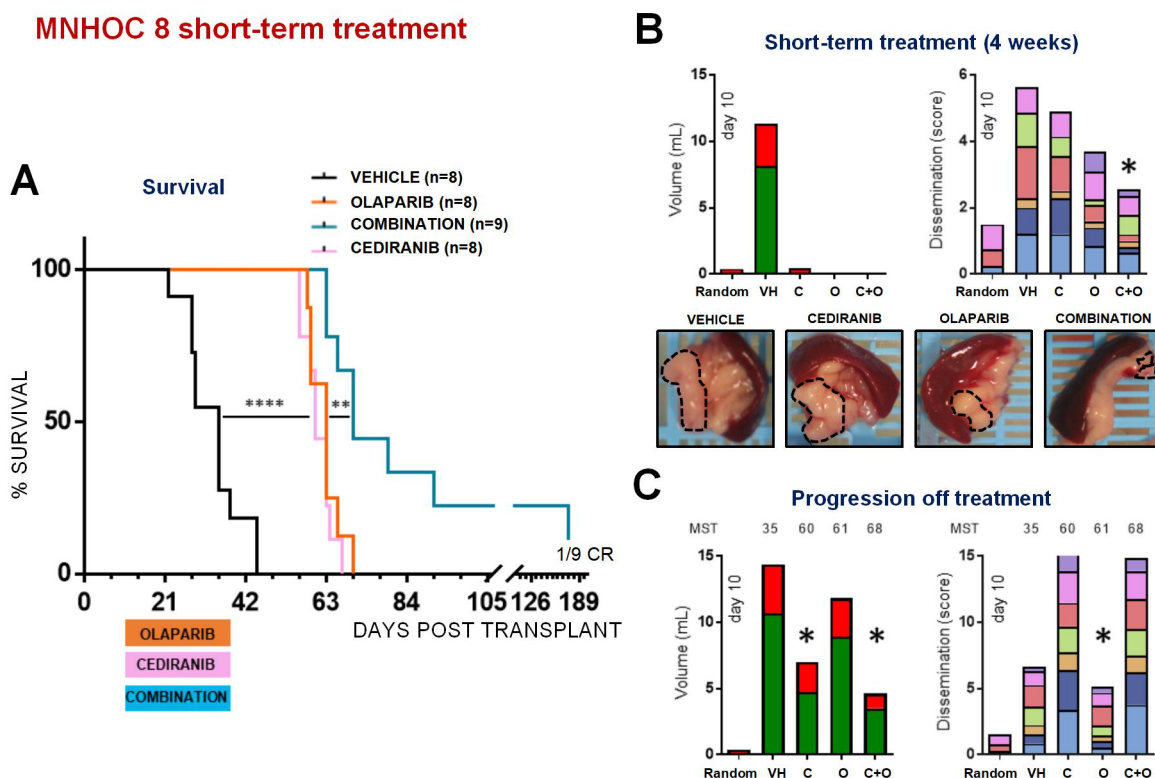 MNHOC 8 short-term treatment
A
Survival
VEHICLE (n=8)
OLAPARIB (n=8)
COMBINATION (n=9)
CEDIRANIB (n=8)
% SURVIVAL
100
50
0
****
**
1/9 CR
0 21 42 63 84 105 126 189
DAYS POST TRANSPLANT
OLAPARIB
CEDIRANIB
COMBINATION
B
Short-term treatment (4 weeks)
Volume (mL)
15
10
5
0
day 10
Random VH C O C+O
Dissemination (score)
6
4
2
0
day 10
*
Random VH C O C+O
VEHICLE CEDIRANIB OLAPARIB COMBINATION
C
Progression off treatment
MST 35 60 61 68
Volume (mL)
15
10
5
0
day 10
* *
Random VH C O C+O
MST 35 60 61 68
Dissemination (score)
15
10
5
0
day 10
*
Random VH C O C+O